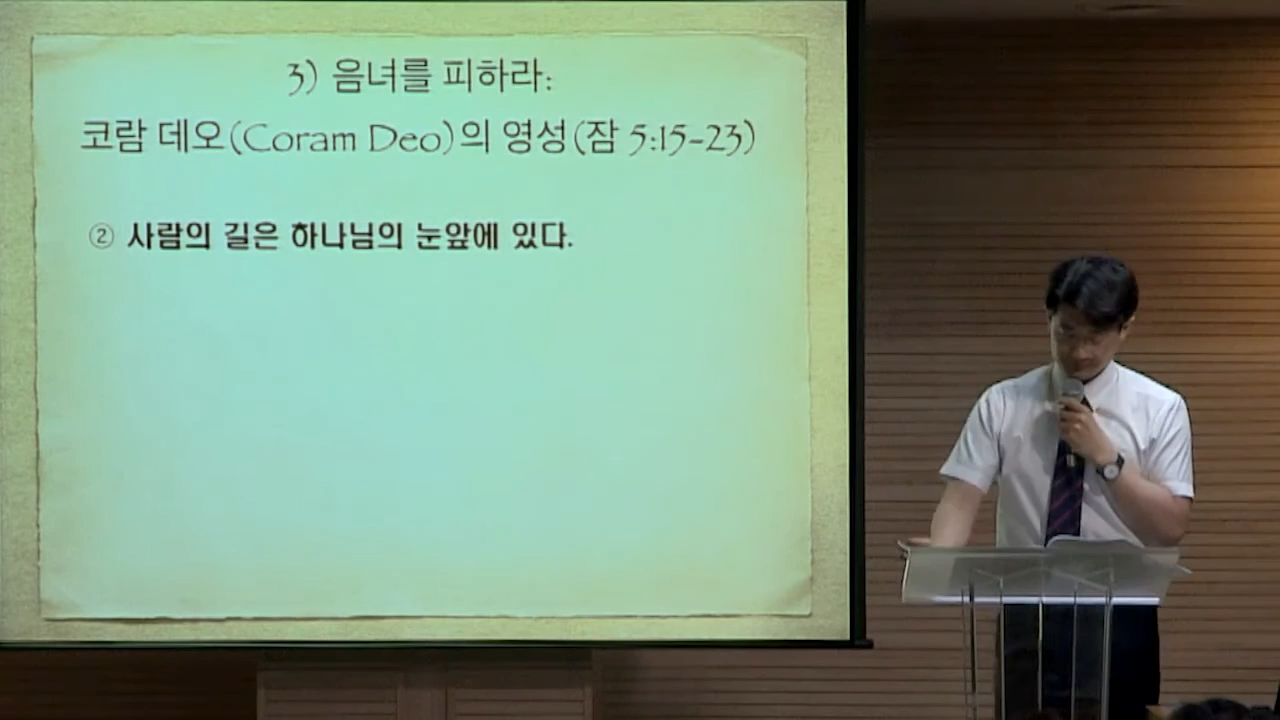 3) 음녀를 피하라:
코람 데오(Coram Deo)의 영성(잠 5:15-23)
② 사람의 길은 하나님의 눈앞에 있다.